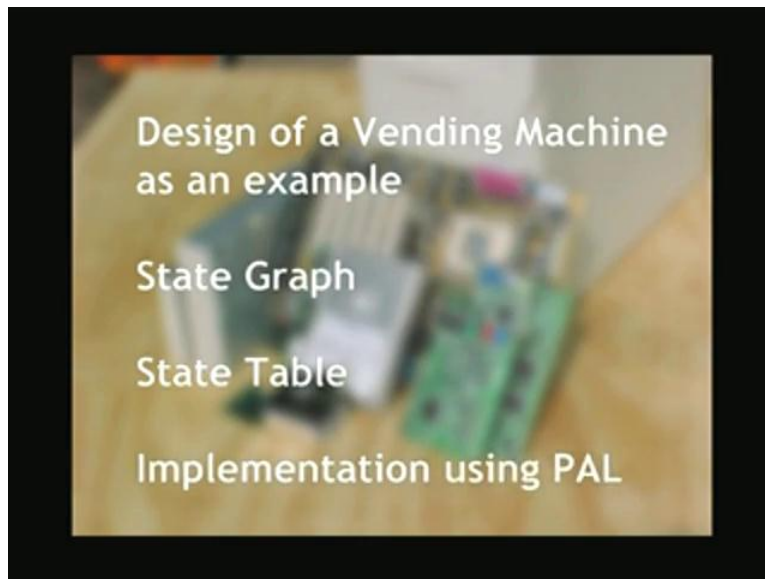 Design of a Vending Machine
as an example
State Graph
State Table
Implementation using PAL